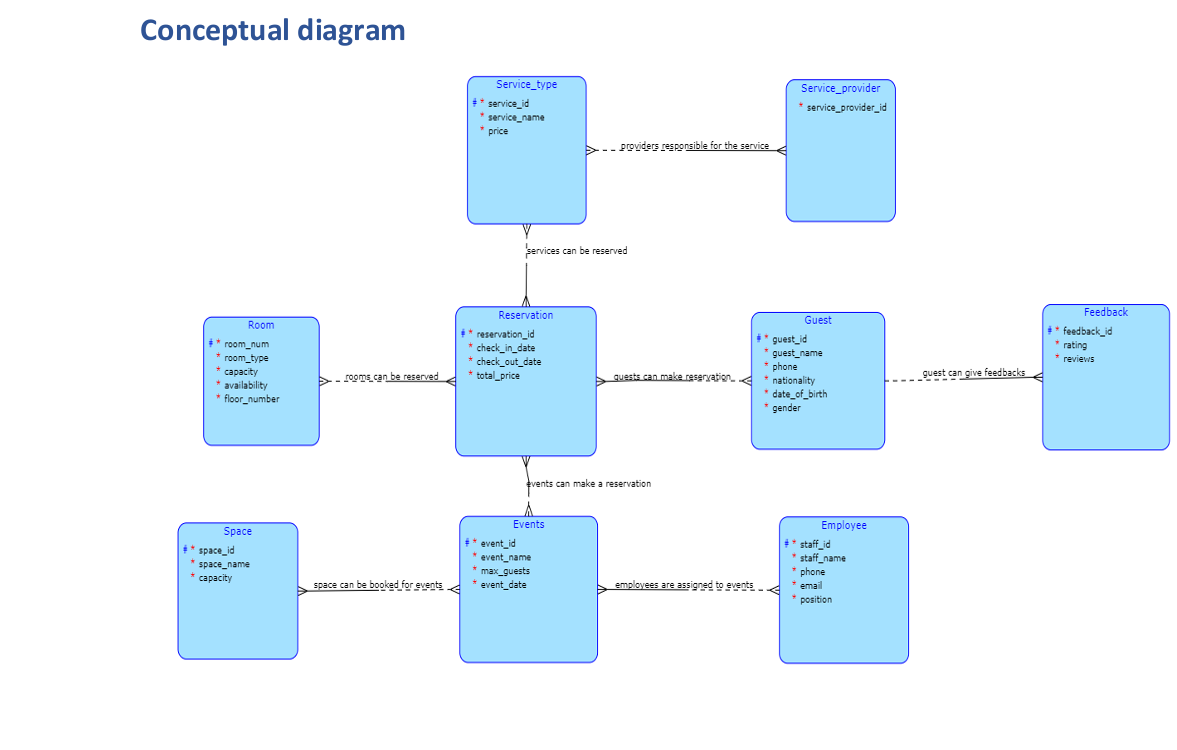 Conceptual diagram
Service_type
# * service_id
* service_name
* price
Service_provider
* service_provider_id
providers responsible for the service
services can be reserved
Room
# * room_num
* room_type
* capacity
* availability
* floor_number
rooms can be reserved
Reservation
# * reservation_id
* check_in_date
* check_out_date
* total_price
guests can make reservation
Guest
# * guest_id
* guest_name
* phone
* nationality
* date_of_birth
* gender
guest can give feedbacks
Feedback
# * feedback_id
* rating
* reviews
events can make a reservation
Space
# * space_id
* space_name
* capacity
space can be booked for events
Events
# * event_id
* event_name
* max_guests
* event_date
employees are assigned to events
Employee
# * staff_id
* staff_name
* phone
* email
* position